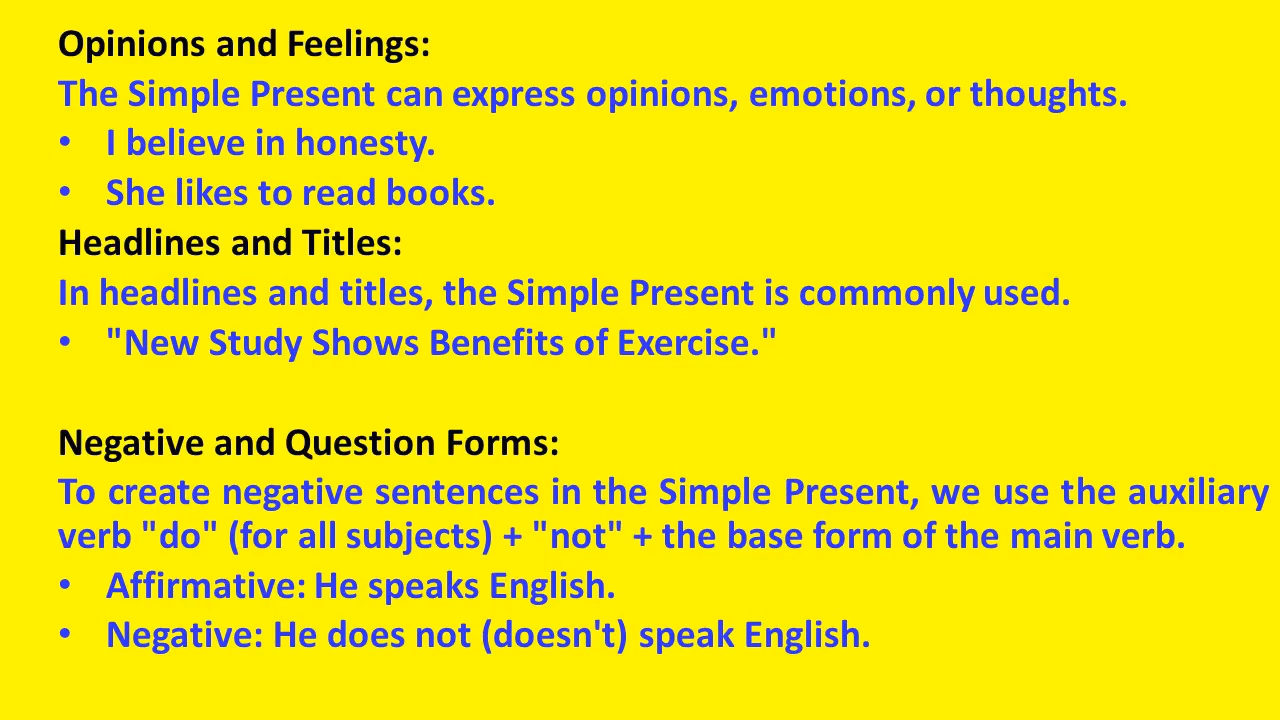 Opinions and Feelings:
The Simple Present can express opinions, emotions, or thoughts.
• I believe in honesty.
• She likes to read books.
Headlines and Titles:
In headlines and titles, the Simple Present is commonly used.
• "New Study Shows Benefits of Exercise."
Negative and Question Forms:
To create negative sentences in the Simple Present, we use the auxiliary
verb "do" (for all subjects) + "not" + the base form of the main verb.
• Affirmative: He speaks English.
• Negative: He does not (doesn't) speak English.